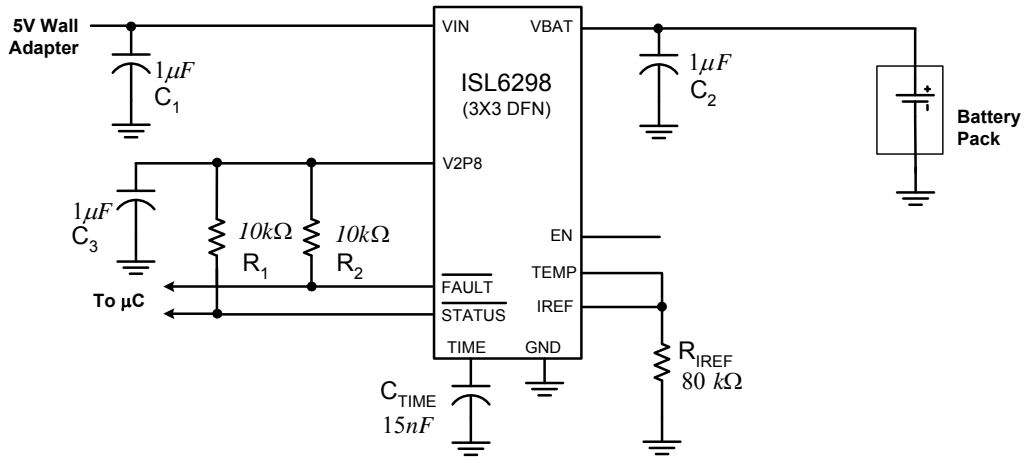 5V Wall
Adapter
1µF
C1
VIN
VBAT
ISL6298
(3X3 DFN)
1µF
C2
Battery
Pack
V2P8
1µF
C3
10kΩ
R1
10kΩ
R2
EN
TEMP
IREF
FAULT
STATUS
To µC
TIME
GND
CTIME
15nF
RIREF
80 kΩ